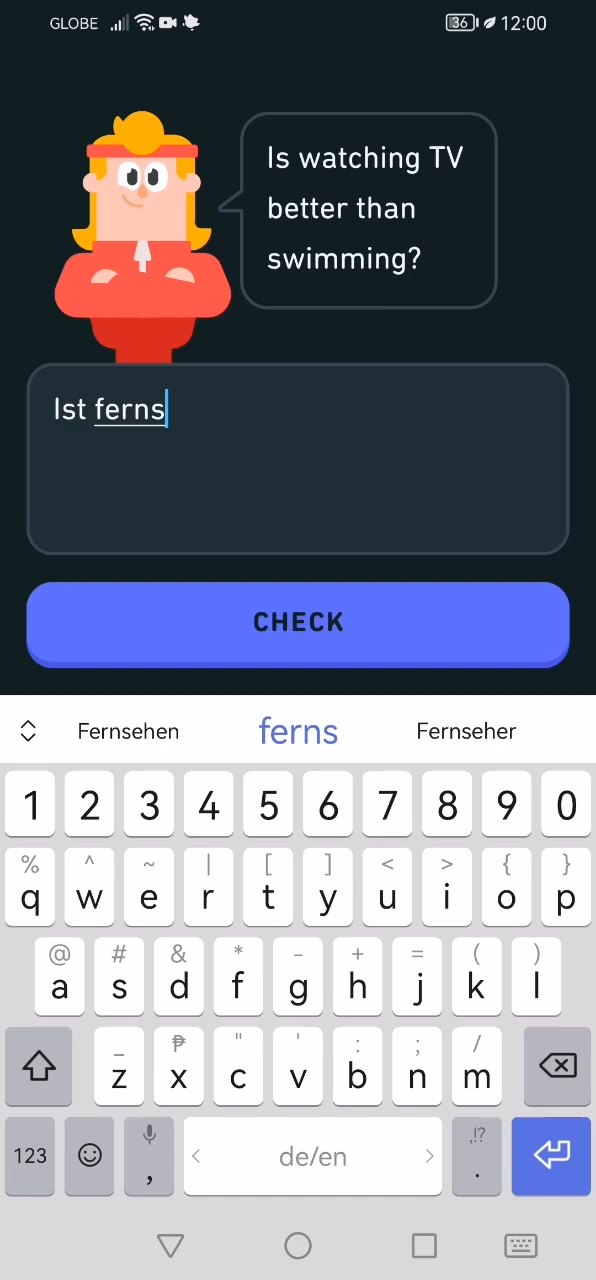 GLOBE 36 12:00
Is watching TV
better than
swimming?
Ist ferns
CHECK
Fernsehen ferns Fernseher
1 2 3 4 5 6 7 8 9 0
% ^ ~ | [ ] < > { }
q w e r t y u i o p
@ # & * - + = ( )
a s d f g h j k l
_ ₱ " ' : ; /
z x c v b n m
,!?
123 , < de/en > .